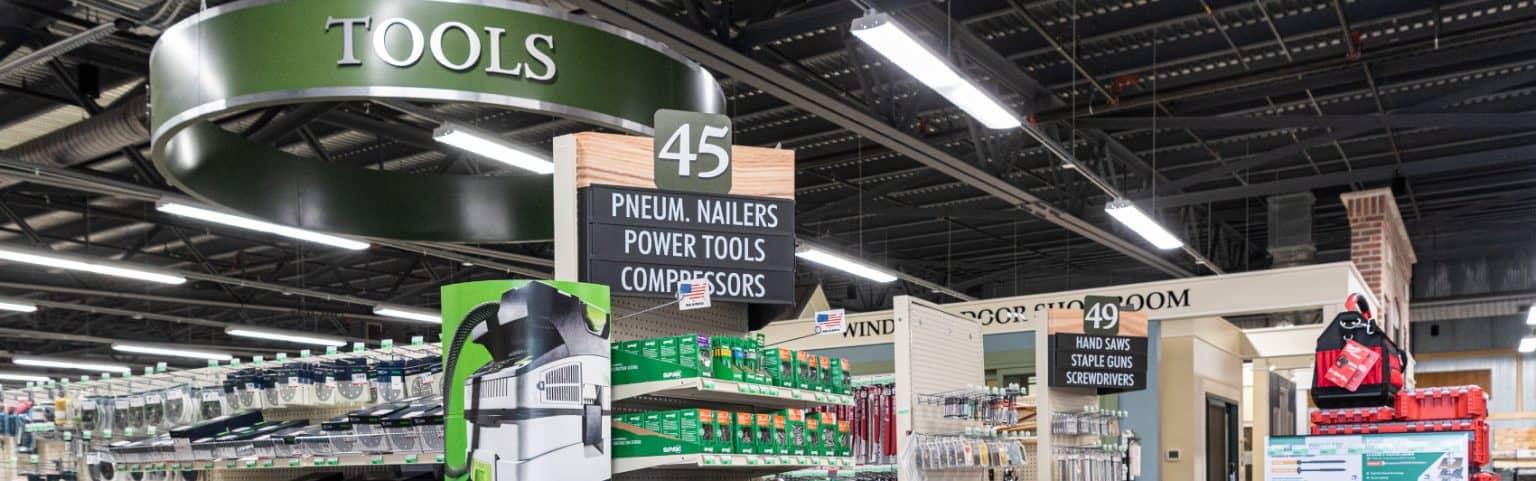 TOOLS
45
PNEUM. NAILERS
POWER TOOLS
COMPRESSORS
49
HAND SAWS
STAPLE GUNS
SCREWDRIVERS